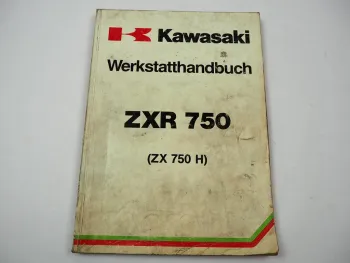 Kawasaki
Werkstatthandbuch
ZXR 750
(ZX 750 H)